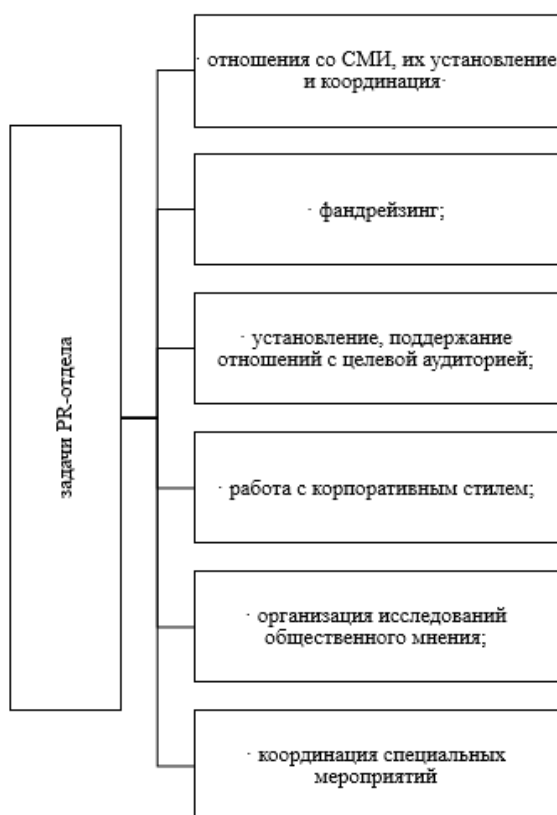 задачи PR-отдела
· отношения со СМИ, их установление
и координация·
· фандрейзинг;
· установление, поддержание
отношений с целевой аудиторией;
· работа с корпоративным стилем;
· организация исследований
общественного мнения;
· координация специальных
мероприятий